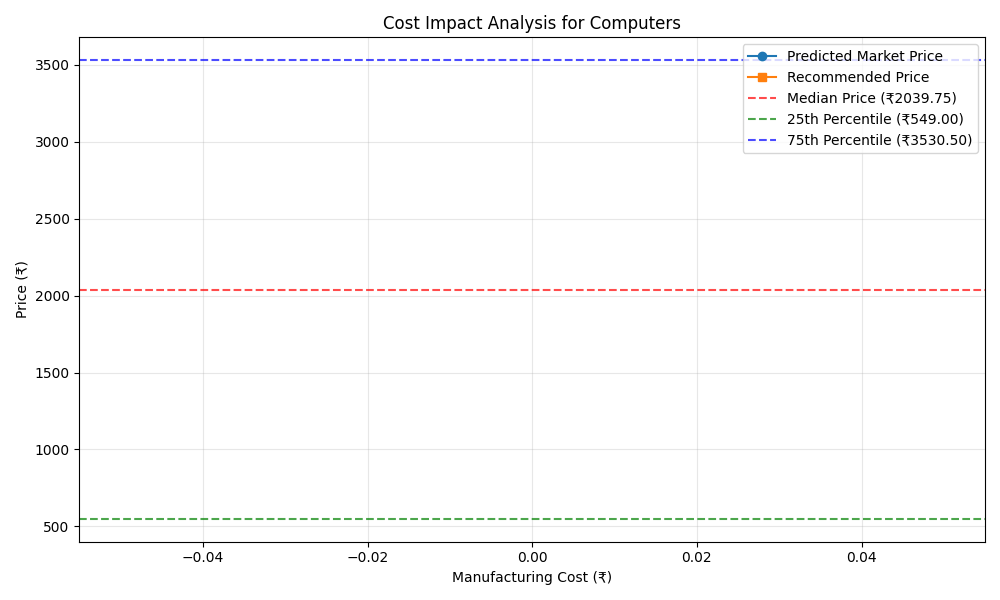 Cost Impact Analysis for Computers
Predicted Market Price
Recommended Price
Median Price (₹2039.75)
25th Percentile (₹549.00)
75th Percentile (₹3530.50)
Price (₹)
3500
3000
2500
2000
1500
1000
500
−0.04
−0.02
0.00
0.02
0.04
Manufacturing Cost (₹)